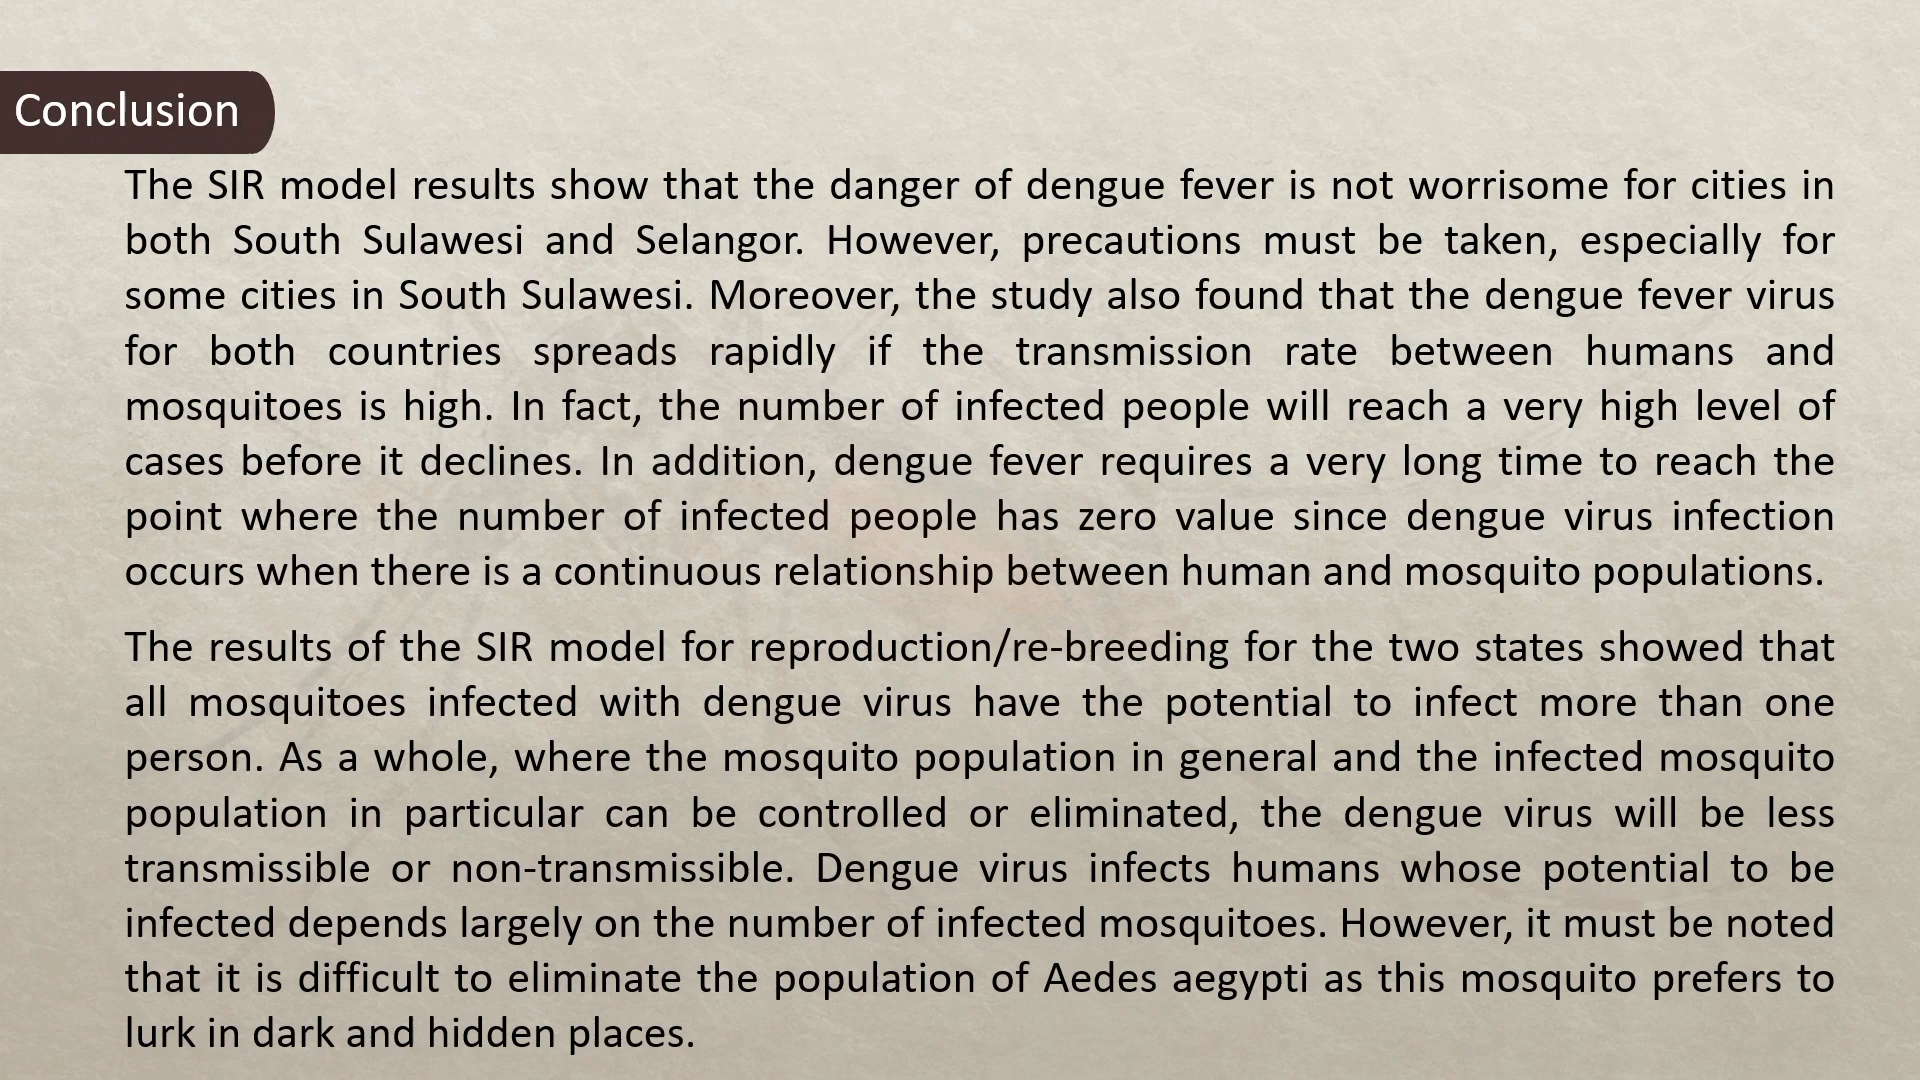 Conclusion
The SIR model results show that the danger of dengue fever is not worrisome for cities in
both South Sulawesi and Selangor. However, precautions must be taken, especially for
some cities in South Sulawesi. Moreover, the study also found that the dengue fever virus
for both countries spreads rapidly if the transmission rate between humans and
mosquitoes is high. In fact, the number of infected people will reach a very high level of
cases before it declines. In addition, dengue fever requires a very long time to reach the
point where the number of infected people has zero value since dengue virus infection
occurs when there is a continuous relationship between human and mosquito populations.
The results of the SIR model for reproduction/re-breeding for the two states showed that
all mosquitoes infected with dengue virus have the potential to infect more than one
person. As a whole, where the mosquito population in general and the infected mosquito
population in particular can be controlled or eliminated, the dengue virus will be less
transmissible or non-transmissible. Dengue virus infects humans whose potential to be
infected depends largely on the number of infected mosquitoes. However, it must be noted
that it is difficult to eliminate the population of Aedes aegypti as this mosquito prefers to
lurk in dark and hidden places.